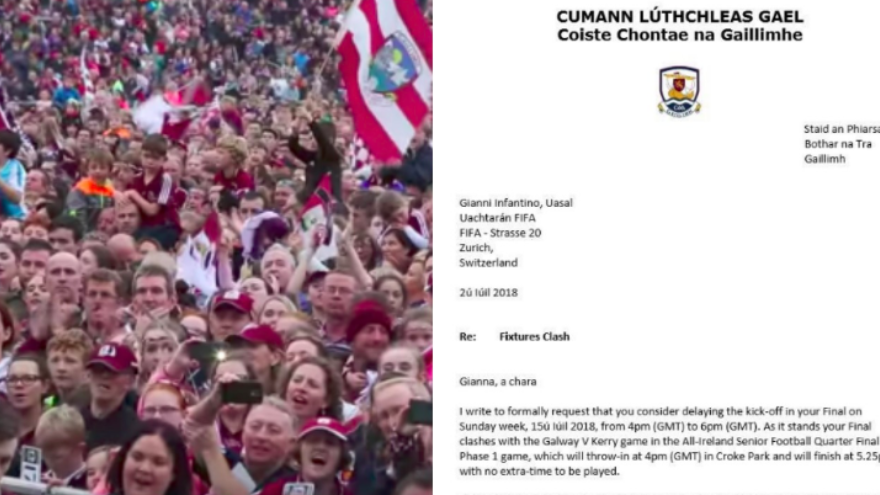 CUMANN LÚTHCHLEAS GAEL
Coiste Chontae na Gaillimhe
Staid an Phiarsa
Bothar na Tra
Gaillimh
Gianni Infantino, Uasal
Uachtarán FIFA
FIFA - Strasse 20
Zurich,
Switzerland
2ú Iúil 2018
Re: Fixtures Clash
Gianna, a chara
I write to formally request that you consider delaying the kick-off in your Final on
Sunday week, 15ú Iúil 2018, from 4pm (GMT) to 6pm (GMT). As it stands your Final
clashes with the Galway V Kerry game in the All-Ireland Senior Football Quarter Final
Phase 1 game, which will throw-in at 4pm (GMT) in Croke Park and will finish at 5.25p
with no extra-time to be played.